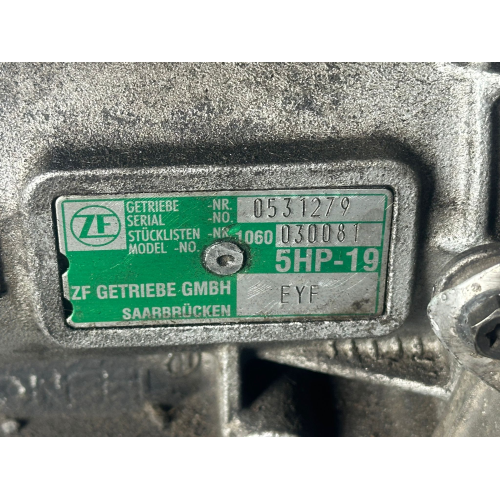 ZF
GETRIEBE -NR.
SERIAL -NO. 0531279
STÜCKLISTEN -NR. 1060 030081
MODEL -NO.
5HP-19
ZF GETRIEBE GMBH EYF
SAARBRÜCKEN